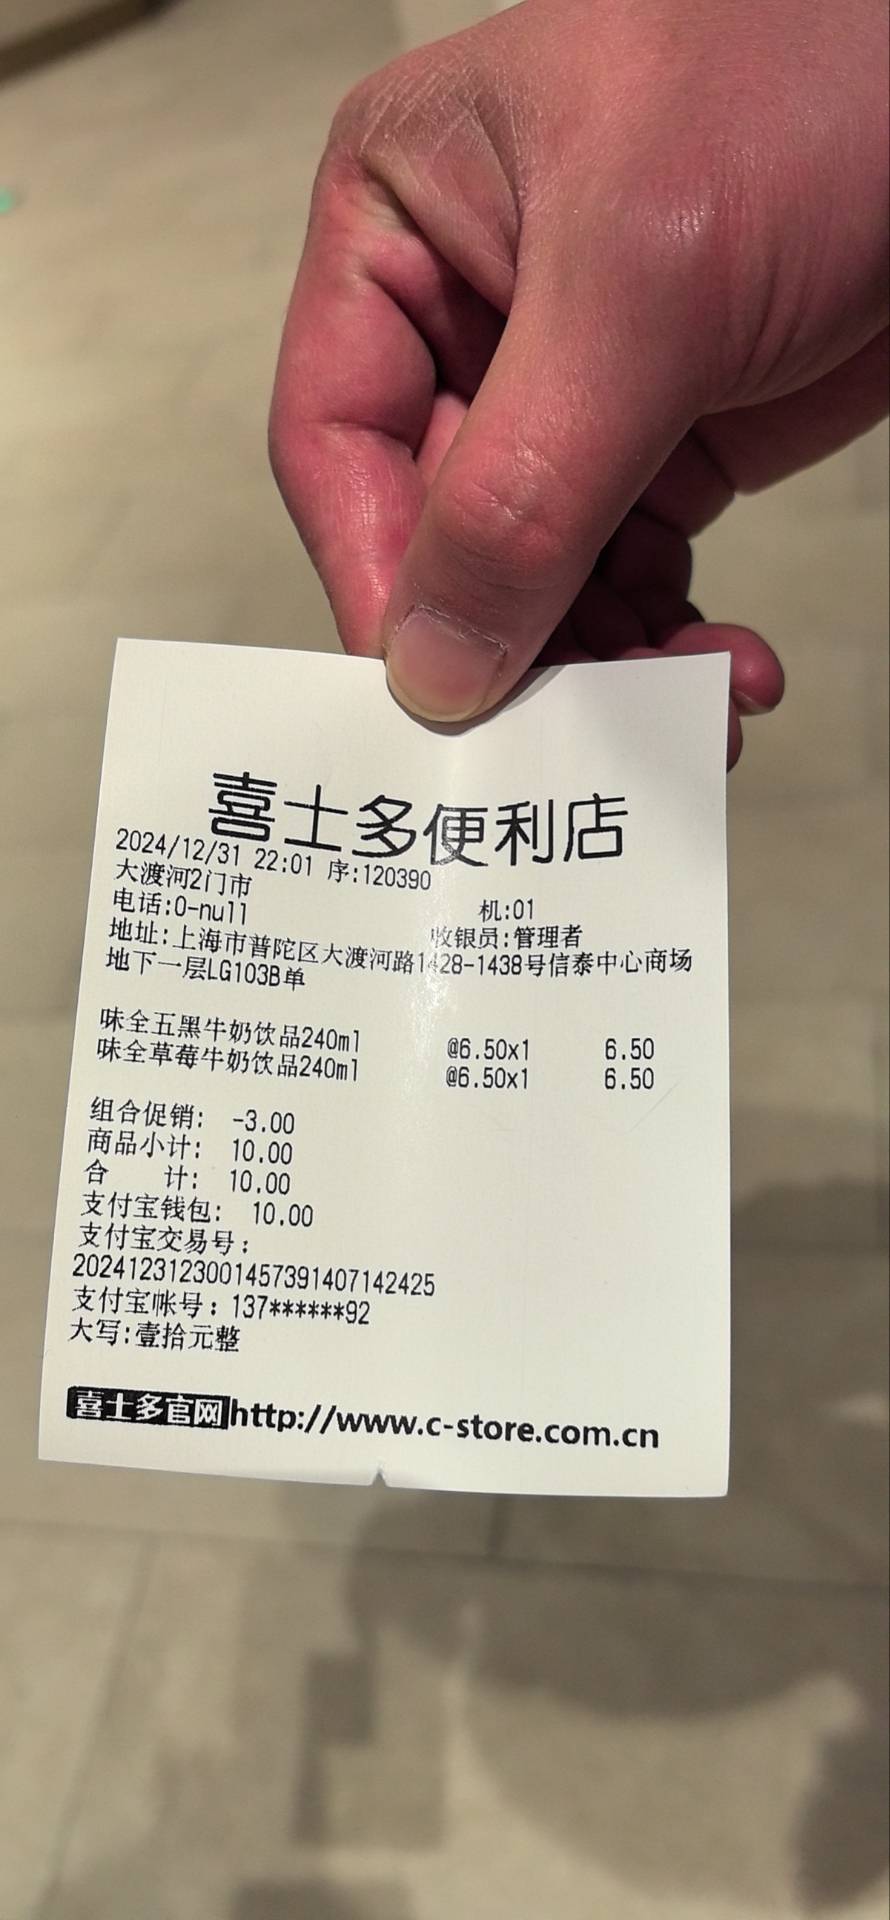 喜士多便利店
2024/12/31 22:01 序:120390
大渡河2门市 机:01
电话:0-null 收银员:管理者
地址:上海市普陀区大渡河路1428-1438号信泰中心商场
地下一层LG103B单
味全五黑牛奶饮品240ml @6.50x1 6.50
味全草莓牛奶饮品240ml @6.50x1 6.50
组合促销: -3.00
商品小计: 10.00
合 计: 10.00
支付宝钱包: 10.00
支付宝交易号:
2024123123001457391407142425
支付宝帐号:137******92
大写:壹拾元整
喜士多官网http://www.c-store.com.cn